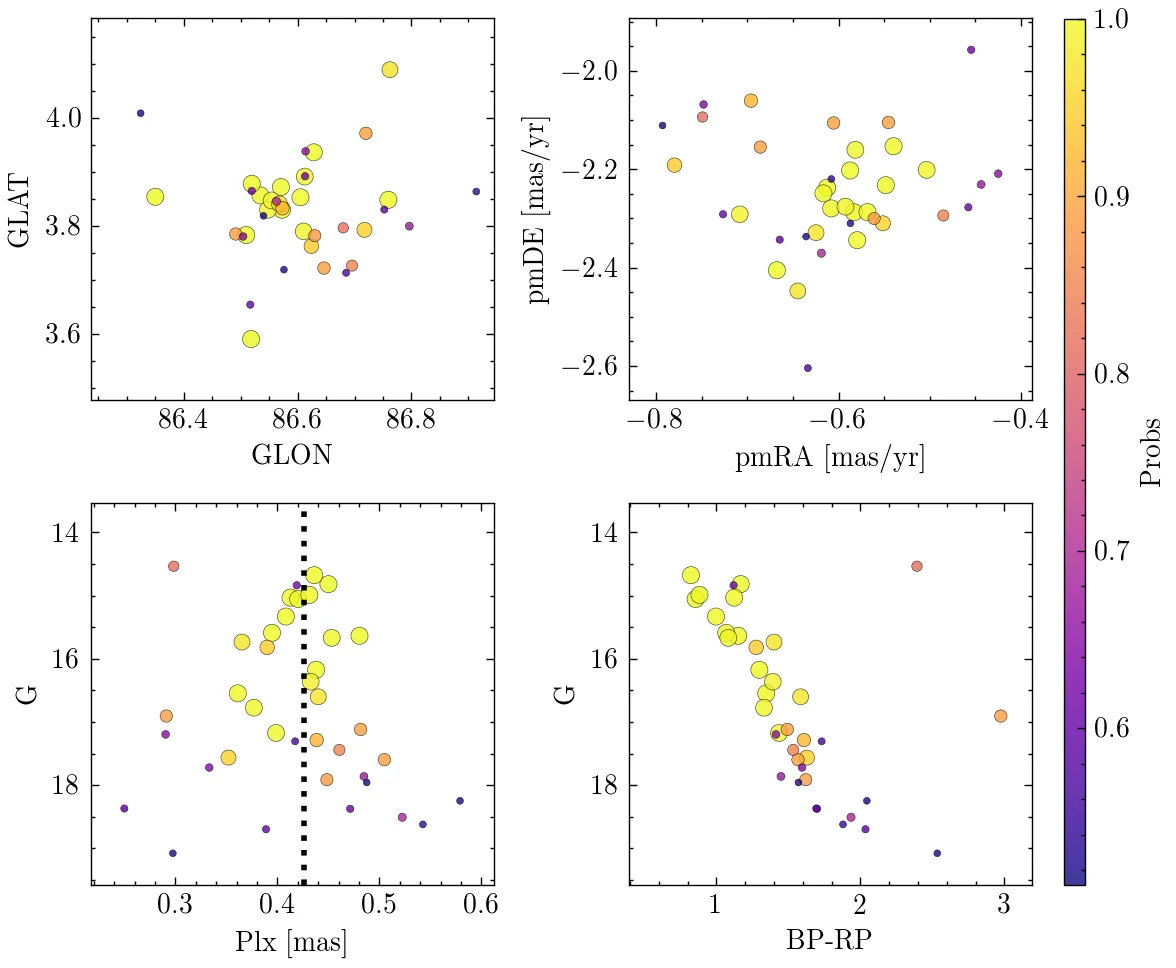 4.0
3.8
3.6
GLAT
86.4 86.6 86.8
GLON
−2.0
−2.2
−2.4
−2.6
pmDE [mas/yr]
−0.8 −0.6 −0.4
pmRA [mas/yr]
14
16
18
G
0.3 0.4 0.5 0.6
Plx [mas]
14
16
18
G
1 2 3
BP-RP
1.0
0.9
0.8
0.7
0.6
Probs